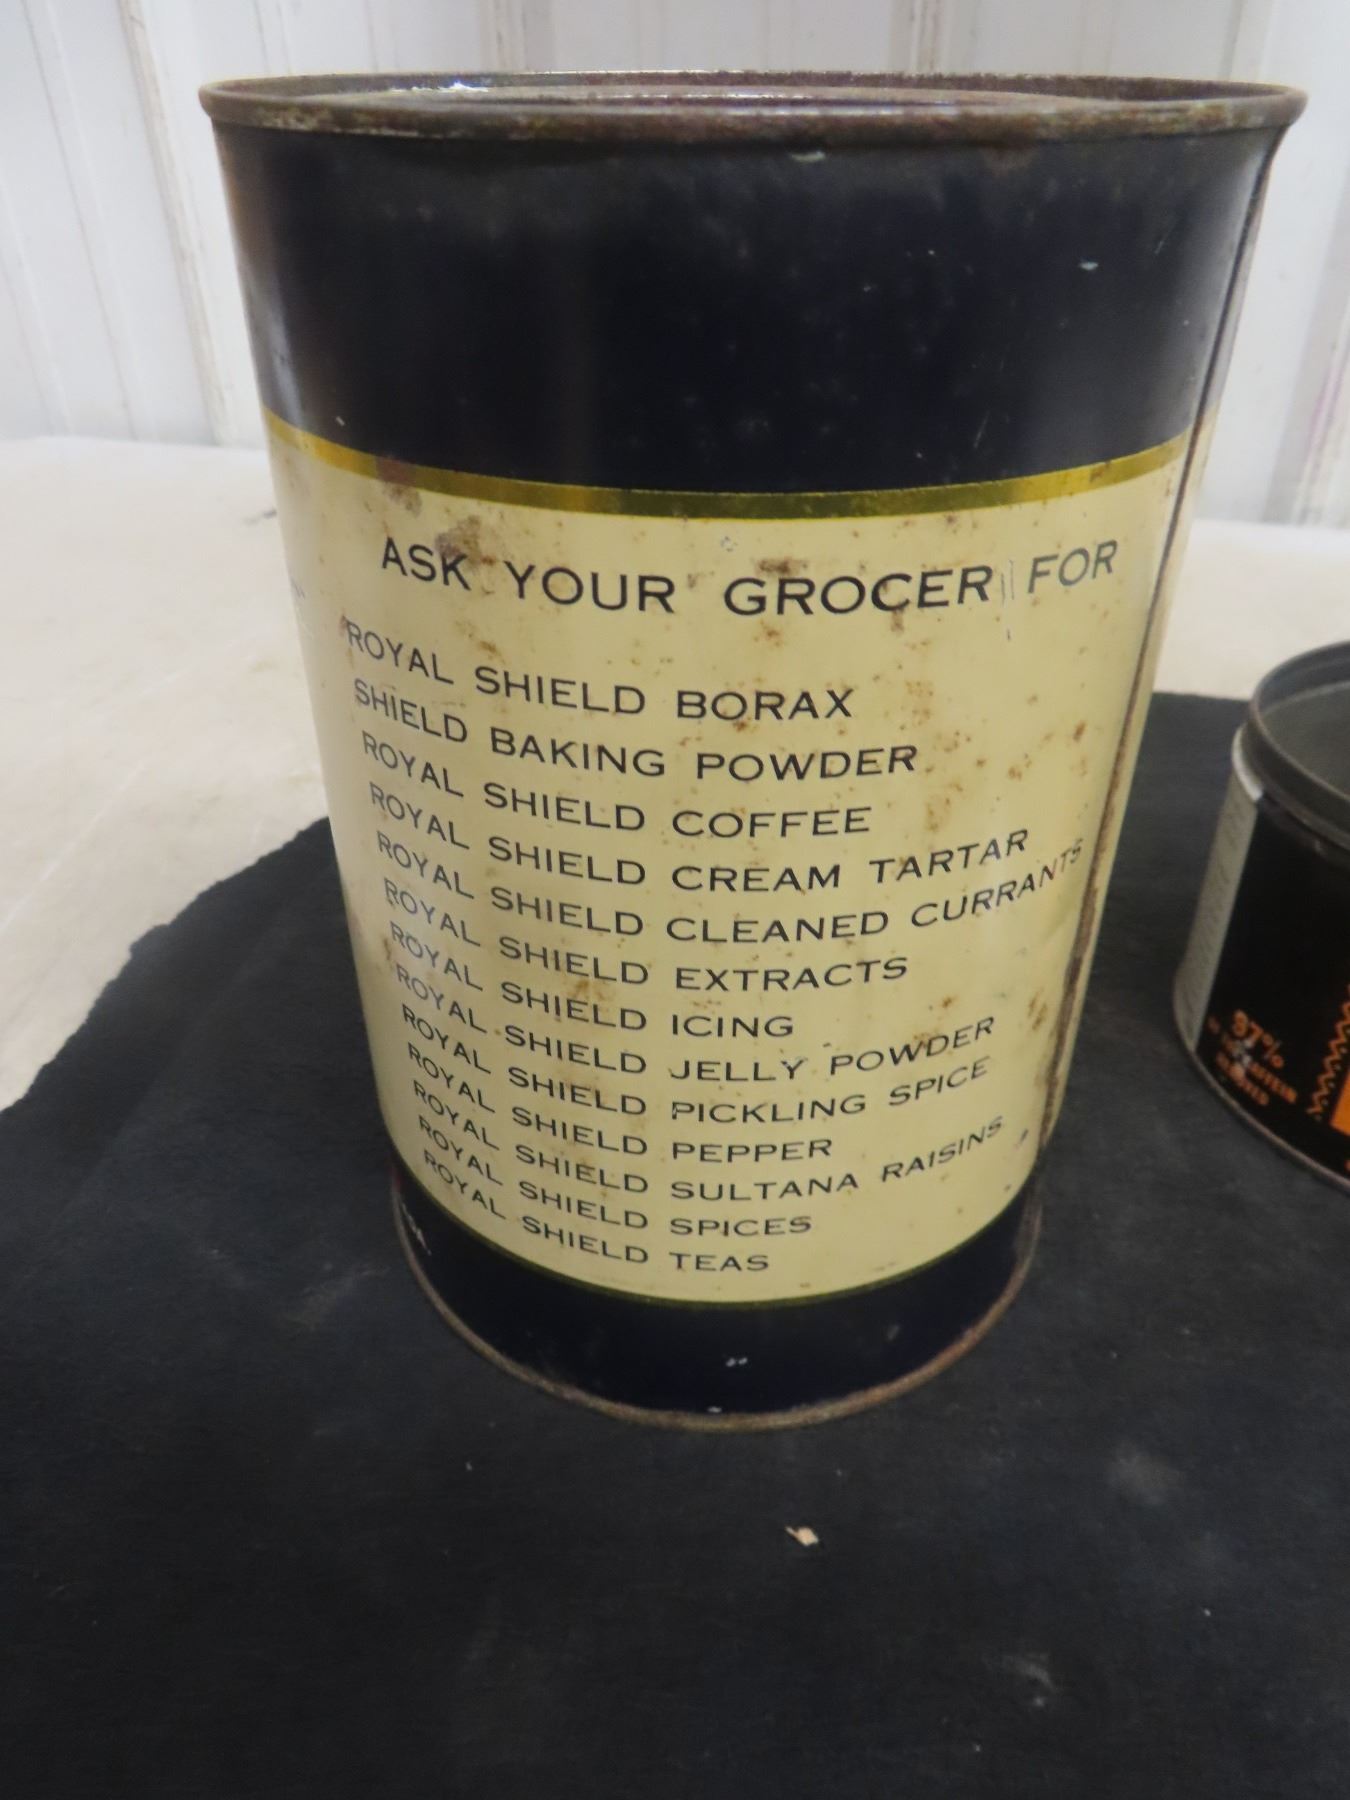 ASK YOUR GROCER FOR
ROYAL SHIELD BORAX
SHIELD BAKING POWDER
ROYAL SHIELD COFFEE
ROYAL SHIELD CREAM TARTAR
ROYAL SHIELD CLEANED CURRANTS
ROYAL SHIELD EXTRACTS
ROYAL SHIELD ICING
ROYAL SHIELD JELLY POWDER
ROYAL SHIELD PICKLING SPICE
ROYAL SHIELD PEPPER
ROYAL SHIELD SULTANA RAISINS
ROYAL SHIELD SPICES
ROYAL SHIELD TEAS
97%